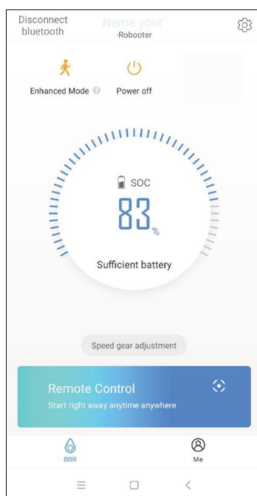 Disconnect
bluetooth
Name your
·Robooter
Enhanced Mode
Power off
SOC
83%
Sufficient battery
Speed gear adjustment
Remote Control
Start right away anytime anywhere
BBR
Me